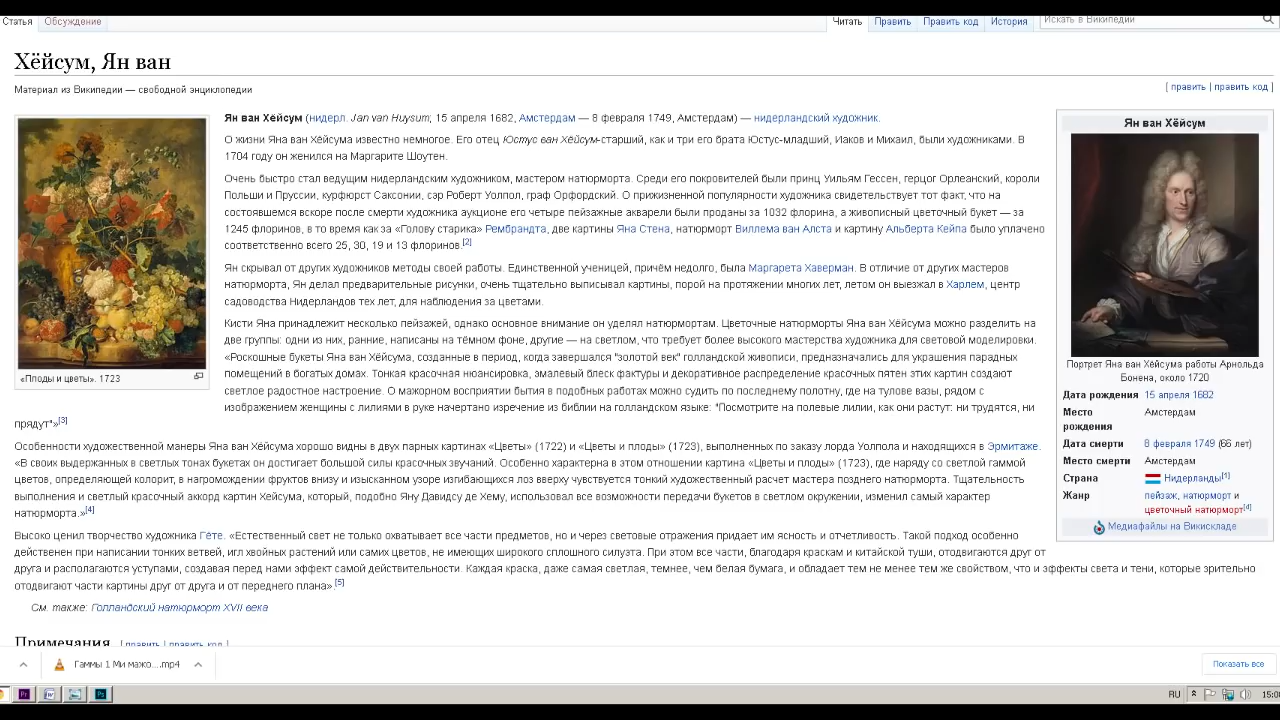 Статья Обсуждение Читать Править Править код История Искать в Википедии
Хёйсум, Ян ван
Материал из Википедии — свободной энциклопедии [ править | править код ]
Ян ван Хёйсум (нидерл. Jan van Huysum; 15 апреля 1682, Амстердам — 8 февраля 1749, Амстердам) — нидерландский художник.
О жизни Яна ван Хёйсума известно немногое. Его отец Юстус ван Хёйсум-старший, как и три его брата Юстус-младший, Иаков и Михаил, были художниками. В
1704 году он женился на Маргарите Шоутен.
Очень быстро стал ведущим нидерландским художником, мастером натюрморта. Среди его покровителей были принц Уильям Гессен, герцог Орлеанский, короли
Польши и Пруссии, курфюрст Саксонии, сар Роберт Уолпол, граф Орфордский. О прижизненной популярности художника свидетельствует тот факт, что на
состоявшемся вскоре после смерти художника аукционе его четыре пейзажные акварели были проданы за 1032 флорина, а живописный цветочный букет — за
1245 флоринов, в то время как за «Голову старика» Рембрандта, две картины Яна Стена, натюрморт Виллема ван Алста и картину Альберта Кейпа было уплачено
соответственно всего 25, 30, 19 и 13 флоринов.[2]
Ян скрывал от других художников методы своей работы. Единственной ученицей, причём недолго, была Маргарета Хаверман. В отличие от других мастеров
натюрморта, Ян делал предварительные рисунки, очень тщательно выписывал картины, порой на протяжении многих лет, летом он выезжал в Харлем, центр
садоводства Нидерландов тех лет, для наблюдения за цветами.
Кисти Яна принадлежит несколько пейзажей, однако основное внимание он уделял натюрмортам. Цветочные натюрморты Яна ван Хёйсума можно разделить на
две группы: одни из них, ранние, написаны на тёмном фоне, другие — на светлом, что требует более высокого мастерства художника для световой моделировки.
«Роскошные букеты Яна ван Хёйсума, созданные в период, когда завершался "золотой век" голландской живописи, предназначались для украшения парадных
помещений в богатых домах. Тонкая красочная нюансировка, эмалевый блеск фактуры и декоративное распределение красочных пятен этих картин создают
светлое радостное настроение. О мажорном восприятии бытия в подобных работах можно судить по последнему полотну, где на тулове вазы, рядом с
изображением женщины с лилиями в руке начертано изречение из библии на голландском языке: "Посмотрите на полевые лилии, как они растут: ни трудятся, ни
прядут"»[3]
«Плоды и цветы». 1723
Особенности художественной манеры Яна ван Хёйсума хорошо видны в двух парных картинах «Цветы» (1722) и «Цветы и плоды» (1723), выполненных по заказу лорда Уолпола и находящихся в Эрмитаже.
«В своих выдержанных в светлых тонах букетах он достигает большой силы красочных звучаний. Особенно характерна в этом отношении картина «Цветы и плоды» (1723), где наряду со светлой гаммой
цветов, определяющей колорит, в нагромождении фруктов внизу и изысканном узоре изгибающихся лоз вверху чувствуется тонкий художественный расчет мастера позднего натюрморта. Тщательность
выполнения и светлый красочный аккорд картин Хейсума, который, подобно Яну Давидсу де Хему, использовал все возможности передачи букетов в светлом окружении, изменил самый характер
натюрморта.»[4]
Высоко ценил творчество художника Гёте. «Естественный свет не только охватывает все части предметов, но и через световые отражения придает им ясность и отчетливость. Такой подход особенно
действенен при написании тонких ветвей, игл хвойных растений или самих цветов, не имеющих широкого сплошного силуэта. При этом все части, благодаря краскам и китайской туши, отодвигаются друг от
друга и располагаются уступами, создавая перед нами эффект самой действительности. Каждая краска, даже самая светлая, темнее, чем белая бумага, и обладает тем не менее тем же свойством, что и эффекты света и тени, которые зрительно
отодвигают части картины друг от друга и от переднего плана».[5]
См. также: Голландский натюрморт XVII века
Примечания [ править | править код ]
Ян ван Хёйсум
Портрет Яна ван Хёйсума работы Арнольда
Бонена, около 1720
Дата рождения 15 апреля 1682
Место Амстердам
рождения
Дата смерти 8 февраля 1749 (66 лет)
Место смерти Амстердам
Страна Нидерланды[1]
Жанр пейзаж, натюрморт и
цветочный натюрморт[d]
Медиафайлы на Викискладе
Гаммы 1 Ми мажо....mp4 Показать все
Pr W Ps RU